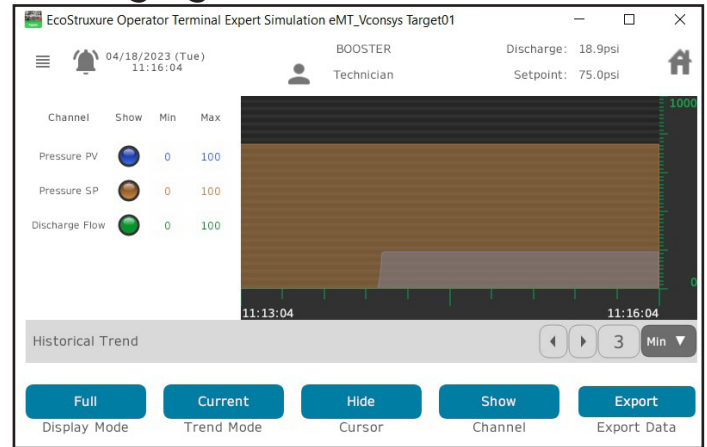 EcoStruxure Operator Terminal Expert Simulation eMT_Vconsys Target01
04/18/2023 (Tue)
11:16:04
BOOSTER
Technician
Discharge: 18.9psi
Setpoint: 75.0psi
Channel Show Min Max
Pressure PV 0 100
Pressure SP 0 100
Discharge Flow 0 100
1000
0
11:13:04 11:16:04
Historical Trend 3 Min
Full Current Hide Show Export
Display Mode Trend Mode Cursor Channel Export Data